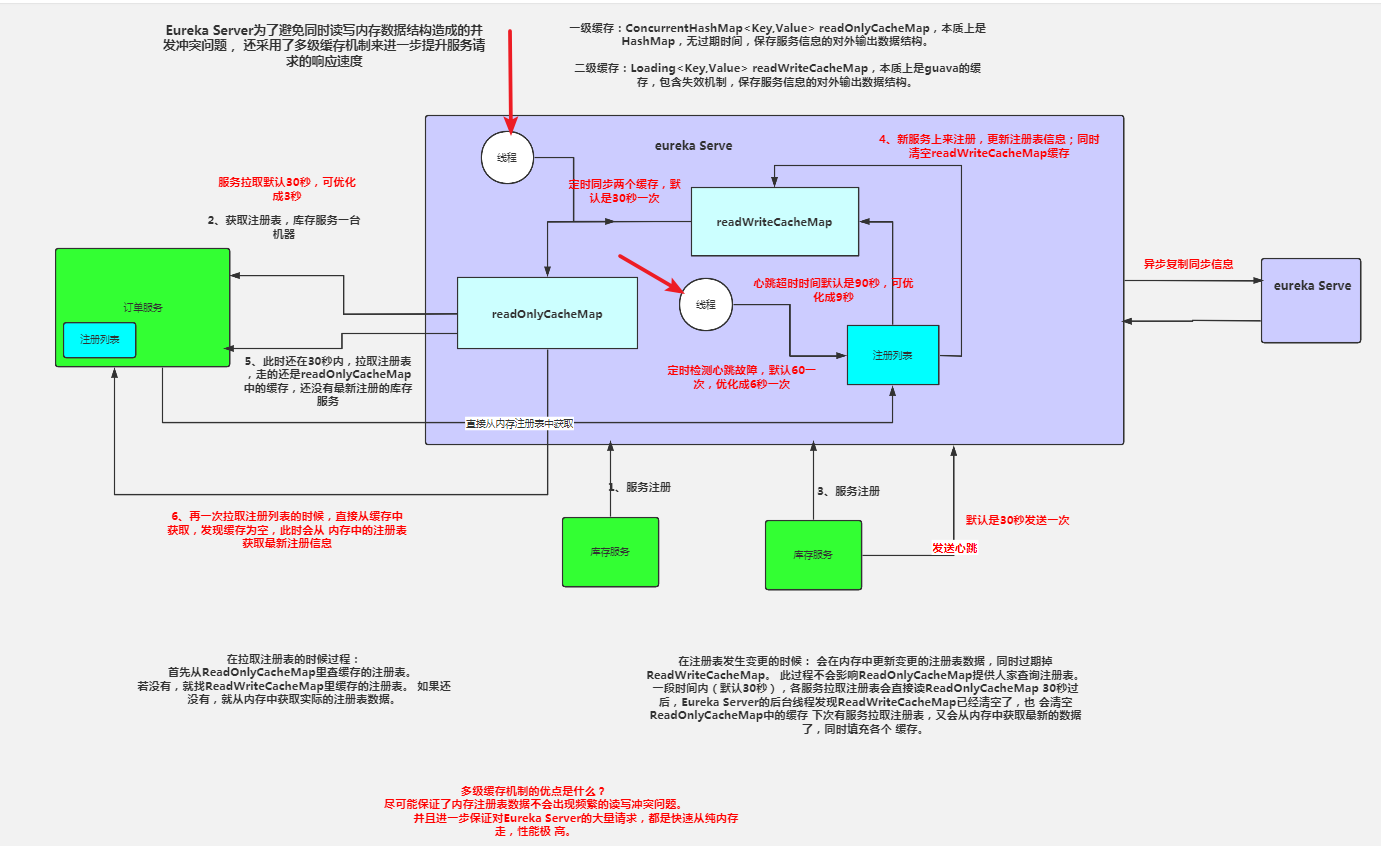 Eureka Server为了避免同时读写内存数据结构造成的并
发冲突问题，还采用了多级缓存机制来进一步提升服务请
求的响应速度
一级缓存：ConcurrentHashMap<Key,Value> readOnlyCacheMap，本质上是
HashMap，无过期时间，保存服务信息的对外输出数据结构。
二级缓存：Loading<Key,Value> readWriteCacheMap，本质上是guava的缓
存，包含失效机制，保存服务信息的对外输出数据结构。
eureka Serve
4、新服务上来注册，更新注册表信息；同时
清空readWriteCacheMap缓存
线程
定时同步两个缓存，默
认是30秒一次
readWriteCacheMap
服务拉取默认30秒，可优化
成3秒
2、获取注册表，库存服务一台
机器
异步复制同步信息
eureka Serve
订单服务
注册列表
readOnlyCacheMap
线程
心跳超时时间默认是90秒，可优
化成9秒
注册列表
5、此时还在30秒内，拉取注册表
，走的还是readOnlyCacheMap
中的缓存，还没有最新注册的库存
服务
定时检测心跳故障，默认60一
次，优化成6秒一次
直接从内存注册表中获取
1、服务注册
3、服务注册
6、再一次拉取注册列表的时候，直接从缓存中
获取，发现缓存为空，此时会从 内存中的注册表
获取最新注册信息
默认是30秒发送一次
发送心跳
库存服务
库存服务
在拉取注册表的时候过程：
首先从ReadOnlyCacheMap里查缓存的注册表。
若没有，就找ReadWriteCacheMap里缓存的注册表。 如果还
没有，就从内存中获取实际的注册表数据。
在注册表发生变更的时候： 会在内存中更新变更的注册表数据，同时过期掉
ReadWriteCacheMap。 此过程不会影响ReadOnlyCacheMap提供人家查询注册表。
一段时间内（默认30秒），各服务拉取注册表会直接读ReadOnlyCacheMap 30秒过
后，Eureka Server的后台线程发现ReadWriteCacheMap已经清空了，也 会清空
ReadOnlyCacheMap中的缓存 下次有服务拉取注册表，又会从内存中获取最新的数据
了，同时填充各个 缓存。
多级缓存机制的优点是什么？
尽可能保证了内存注册表数据不会出现频繁的读写冲突问题。
并且进一步保证对Eureka Server的大量请求，都是快速从纯内存
走，性能极 高。